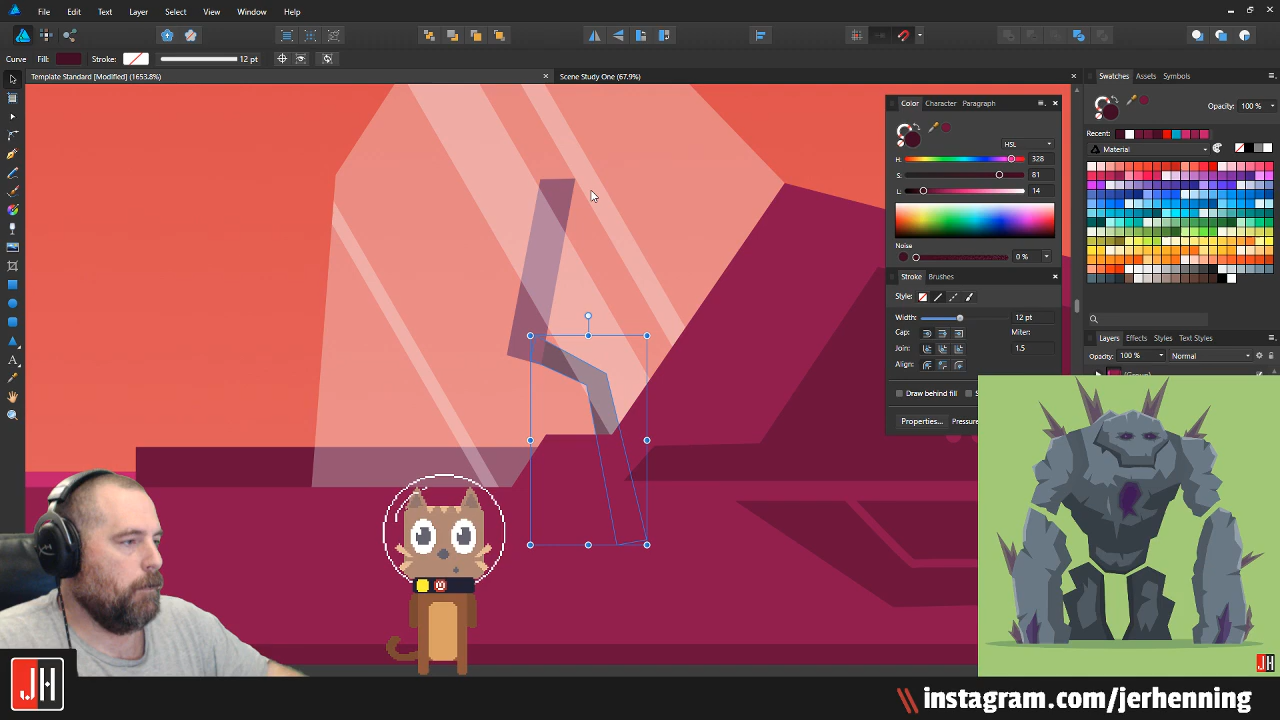 File Edit Text Layer Select View Window Help
Curve Fill: Stroke: 12 pt
Template Standard [Modified] (1653.8%)
Scene Study One (67.9%)
Swatches Assets Symbols
Opacity: 100 %
Recent:
Material
Color Character Paragraph
HSL
H: 328
S: 81
L: 14
Noise
0 %
Stroke Brushes
Style:
Width: 12 pt
Cap: Miter:
Join: 1.5
Align:
Draw behind fill
Properties... Pressure
Layers Effects Styles Text Styles
Opacity: 100 % Normal
JH
JH
instagram.com/jerhenning